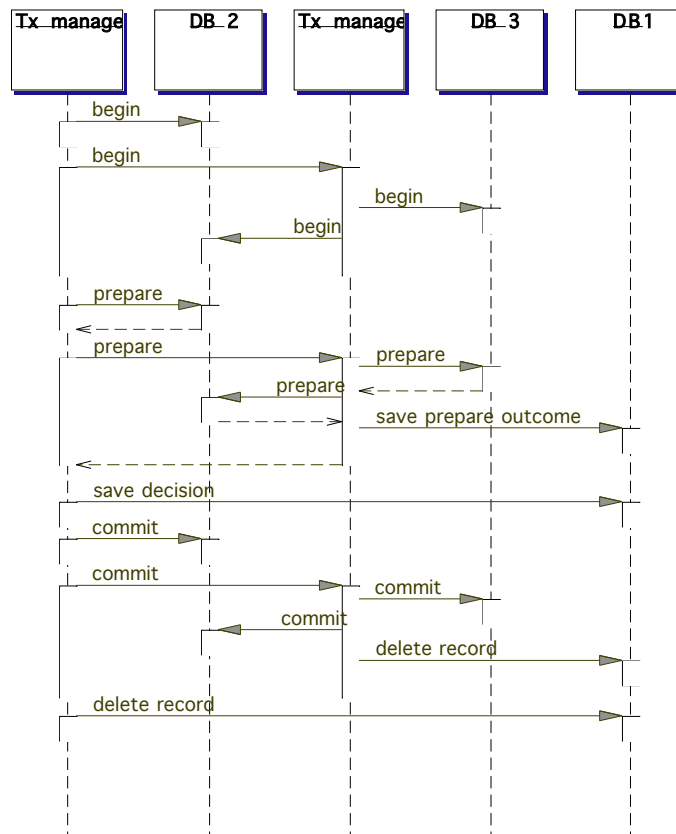 Tx manage
DB 2
Tx manage
DB 3
DB1
begin
begin
begin
begin
prepare
prepare
prepare
prepare
save prepare outcome
save decision
commit
commit
commit
commit
delete record
delete record